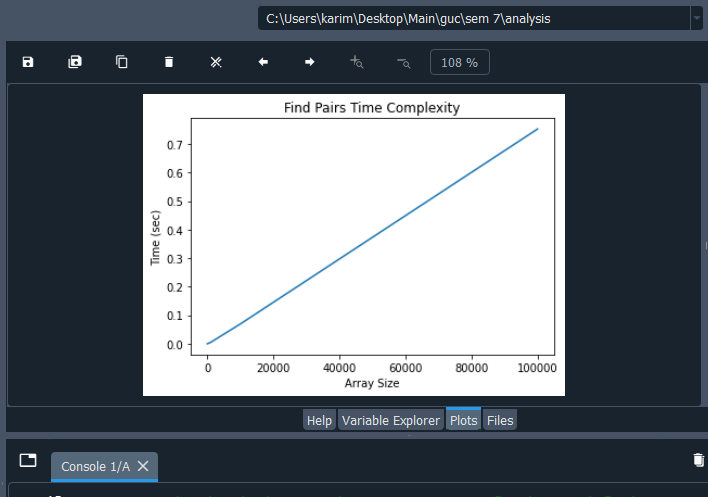 C:\Users\karim\Desktop\Main\guc\sem 7\analysis
108 %
Find Pairs Time Complexity
Time (sec)
0.7
0.6
0.5
0.4
0.3
0.2
0.1
0.0
0 20000 40000 60000 80000 100000
Array Size
Help Variable Explorer Plots Files
Console 1/A